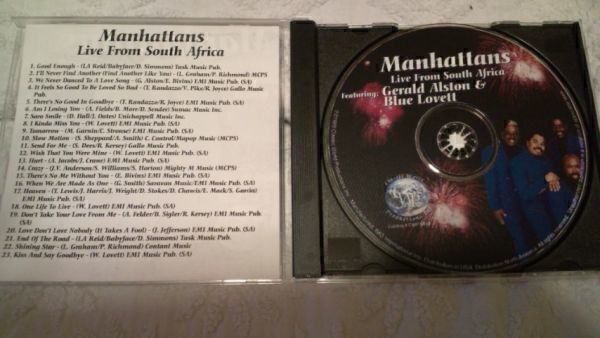 Manhattans
Live From South Africa
1. Good Enough - (LA Reid/Babyface/D. Simmons) Task Music Pub.
2. I'll Never Find Another (Find Another Like You) - (L. Graham/P. Richmond) MCPS
3. We Never Danced To A Love Song - (G. Alston/E. Bivins) EMI Music Pub. (SA)
4. It Feels So Good To Be Loved So Bad - (T. Randazzo/V. Pike/R. Joyce) Gallo Music
Pub.
5. There's No Good In Goodbye - (T. Randazzo/R. Joyce) EMI Music Pub. (SA)
6. Am I Losing You - (A. Fields/B. Marr/D. Sender) Sumac Music Inc.
7. Sara Smile - (D. Hall/J. Oates) Unichappell Music Inc.
8. I Kinda Miss You - (W. Lovett) EMI Music Pub. (SA)
9. Tomorrow - (M. Garnin/C. Strouse) EMI Music Pub. (SA)
10. Slow Motion - (S. Sheppard/A. Smith) C. Control/Mapop Music (MCPS)
11. Send For Me - (S. Dees/R. Kersey) Gallo Music
12. Wish That You Were Mine - (W. Lovett) EMI Music Pub. (SA)
13. Hurt - (A. Jacobs/J. Crane) EMI Music Pub. (SA)
14. Crazy - (J.V. Anderson/S. Williams/S. Horton) Mighty M Music (MCPS)
15. There's No Me Without You - (E. Bivins) EMI Music Pub. (SA)
16. When We Are Made As One - (G. Smith) Saravan Music/EMI Music Pub. (SA)
17. Heaven - (T. Lewis/J. Harris/E. Wright/D. Stokes/D. Chawis/E. Mack/S. Garcia)
EMI Music Pub. (SA)
18. One Life To Live - (W. Lovett) EMI Music Pub. (SA)
19. Don't Take Your Love From Me - (A. Felder/B. Sigler/R. Kersey) EMI Music Pub.
(SA)
20. Love Don't Love Nobody (It Takes A Fool) - (J. Jefferson) EMI Music Pub. (SA)
21. End Of The Road - (LA Reid/Babyface/D. Simmons) Task Music Pub.
22. Shining Star - (L. Graham/P. Richmond) Content Music
23. Kiss And Say Goodbye - (W. Lovett) EMI Music Pub. (SA)
Manhattans
Live From South Africa
Featuring: Gerald Alston &
Blue Lovett